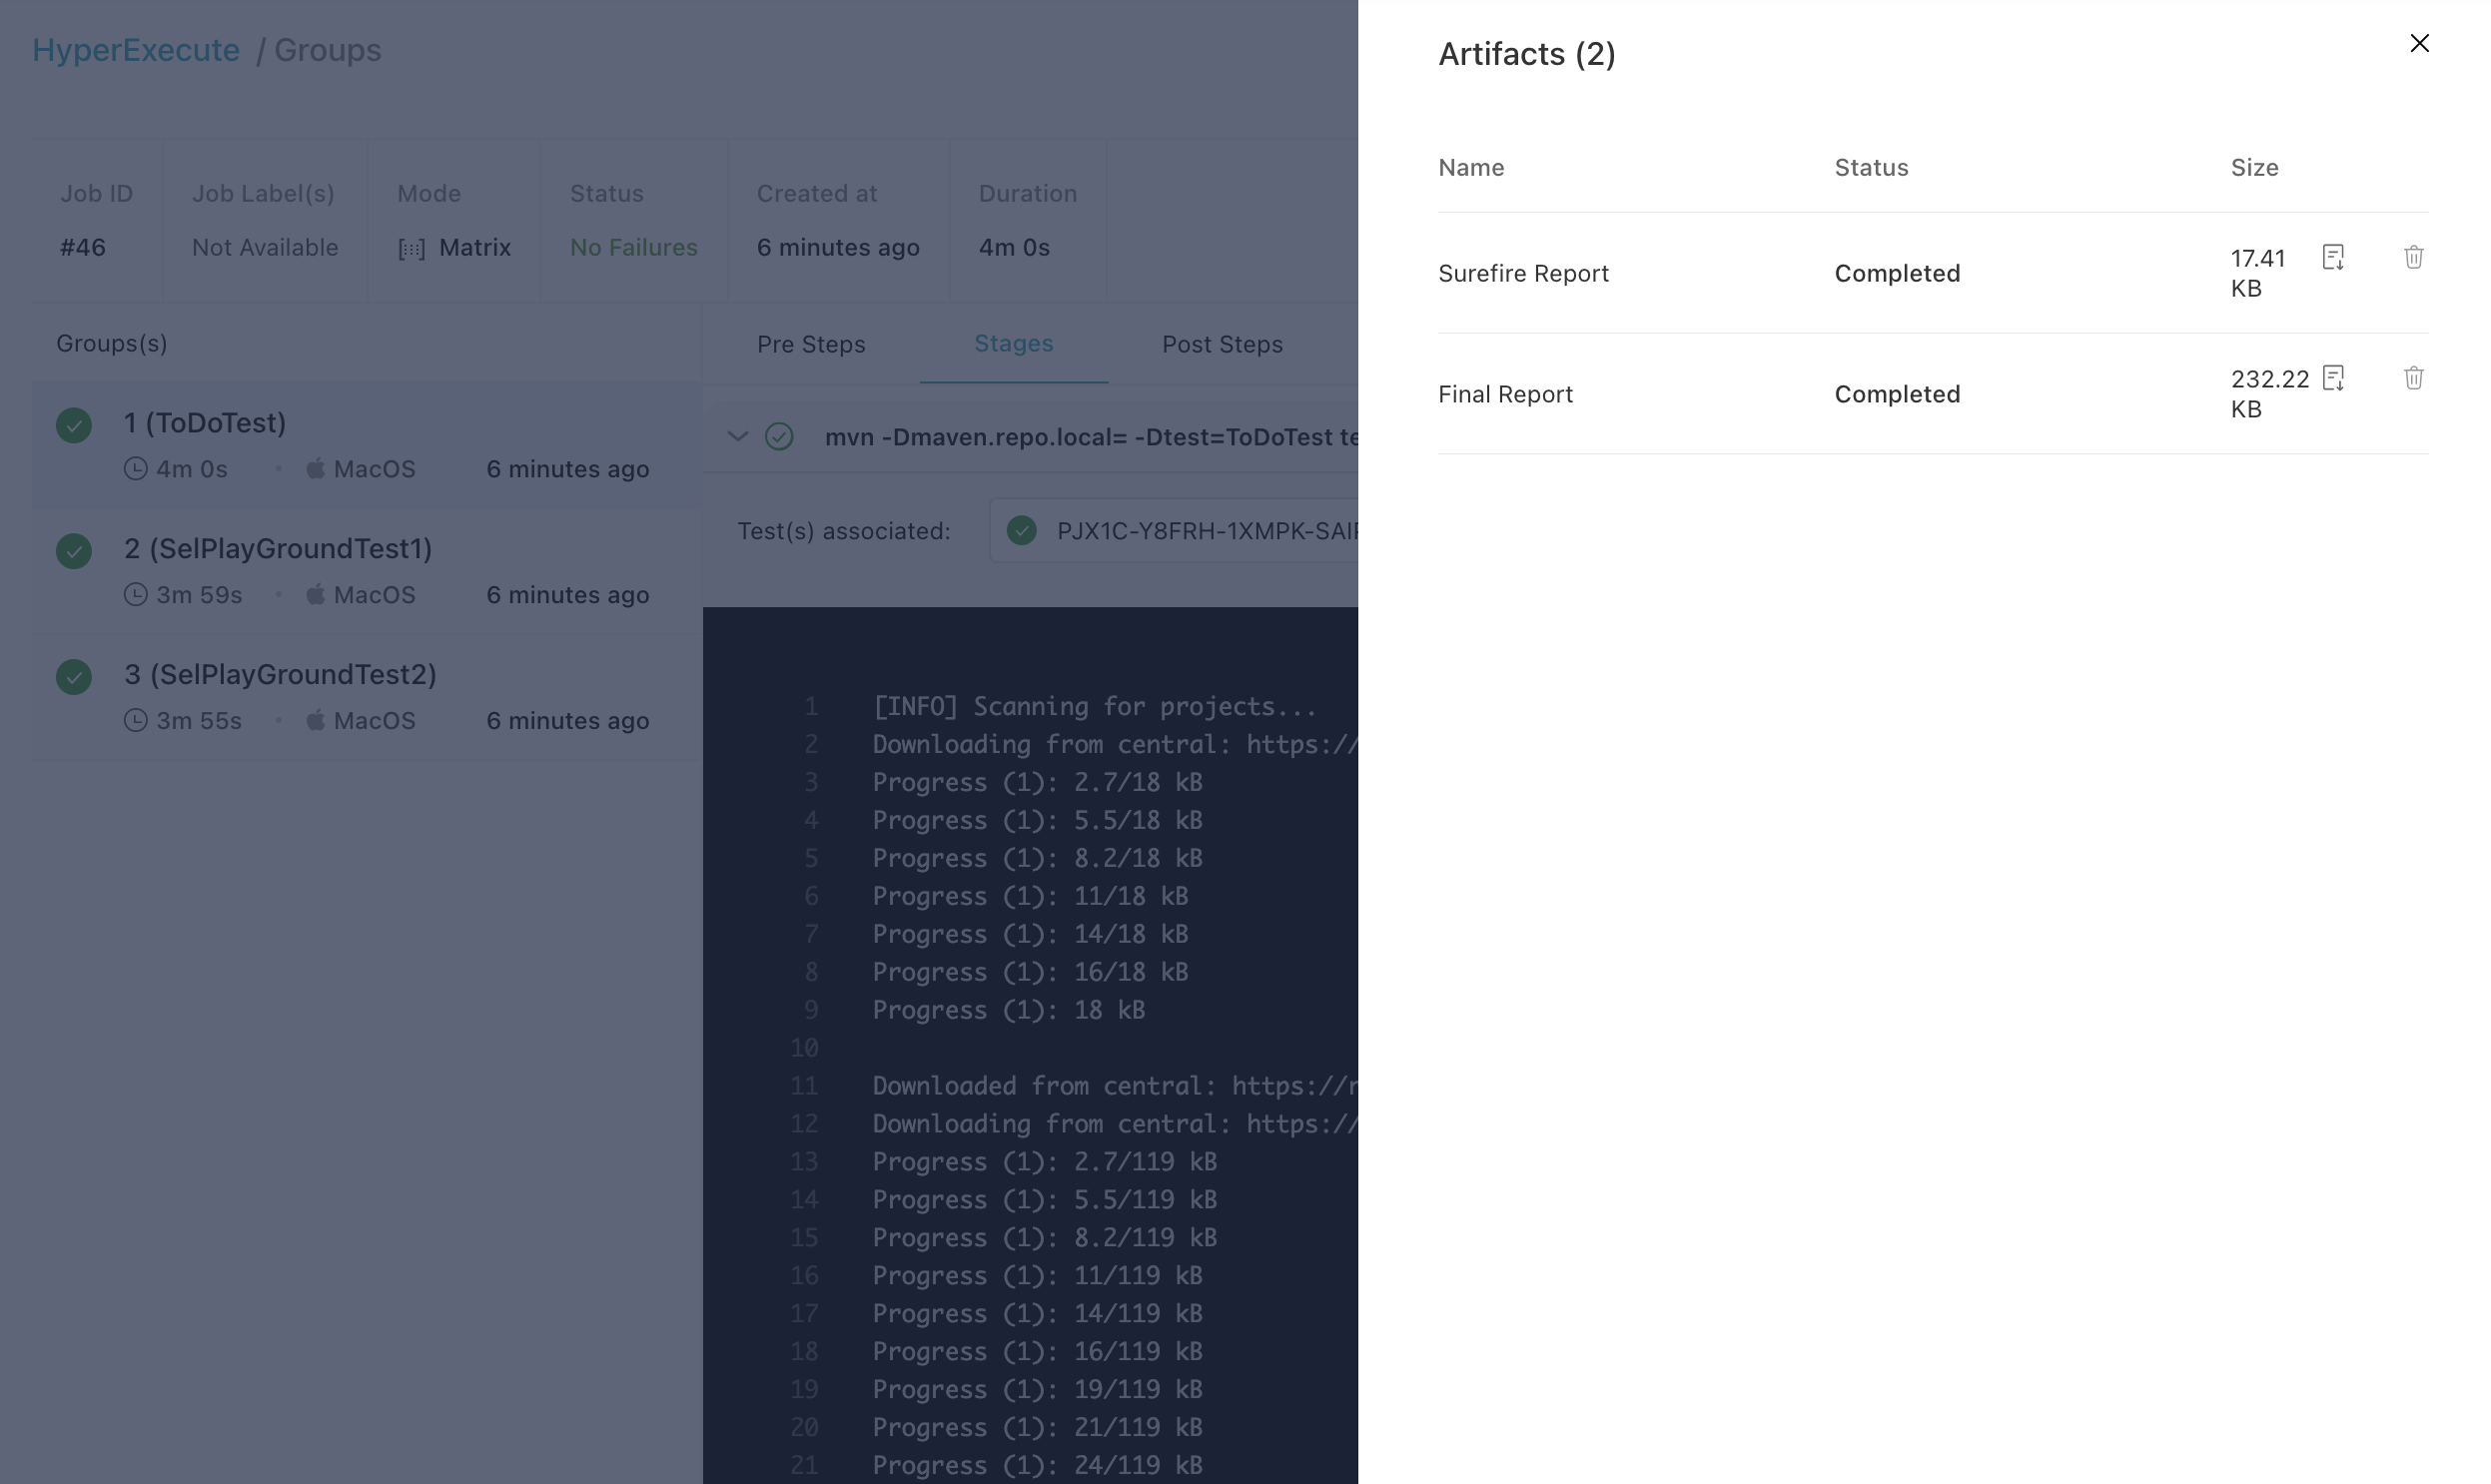 HyperExecute / Groups
Job ID
#46
Job Label(s)
Not Available
Mode
Matrix
Status
No Failures
Created at
6 minutes ago
Duration
4m 0s
Groups(s)
1 (ToDoTest)
4m 0s • MacOS 6 minutes ago
2 (SelPlayGroundTest1)
3m 59s • MacOS 6 minutes ago
3 (SelPlayGroundTest2)
3m 55s • MacOS 6 minutes ago
Pre Steps Stages Post Steps
mvn -Dmaven.repo.local= -Dtest=ToDoTest te
Test(s) associated: PJX1C-Y8FRH-1XMPK-SAI
1 [INFO] Scanning for projects...
2 Downloading from central: https://
3 Progress (1): 2.7/18 kB
4 Progress (1): 5.5/18 kB
5 Progress (1): 8.2/18 kB
6 Progress (1): 11/18 kB
7 Progress (1): 14/18 kB
8 Progress (1): 16/18 kB
9 Progress (1): 18 kB
10
11 Downloaded from central: https://r
12 Downloading from central: https://
13 Progress (1): 2.7/119 kB
14 Progress (1): 5.5/119 kB
15 Progress (1): 8.2/119 kB
16 Progress (1): 11/119 kB
17 Progress (1): 14/119 kB
18 Progress (1): 16/119 kB
19 Progress (1): 19/119 kB
20 Progress (1): 21/119 kB
21 Progress (1): 24/119 kB
Artifacts (2)
Name Status Size
Surefire Report Completed 17.41
KB
Final Report Completed 232.22
KB